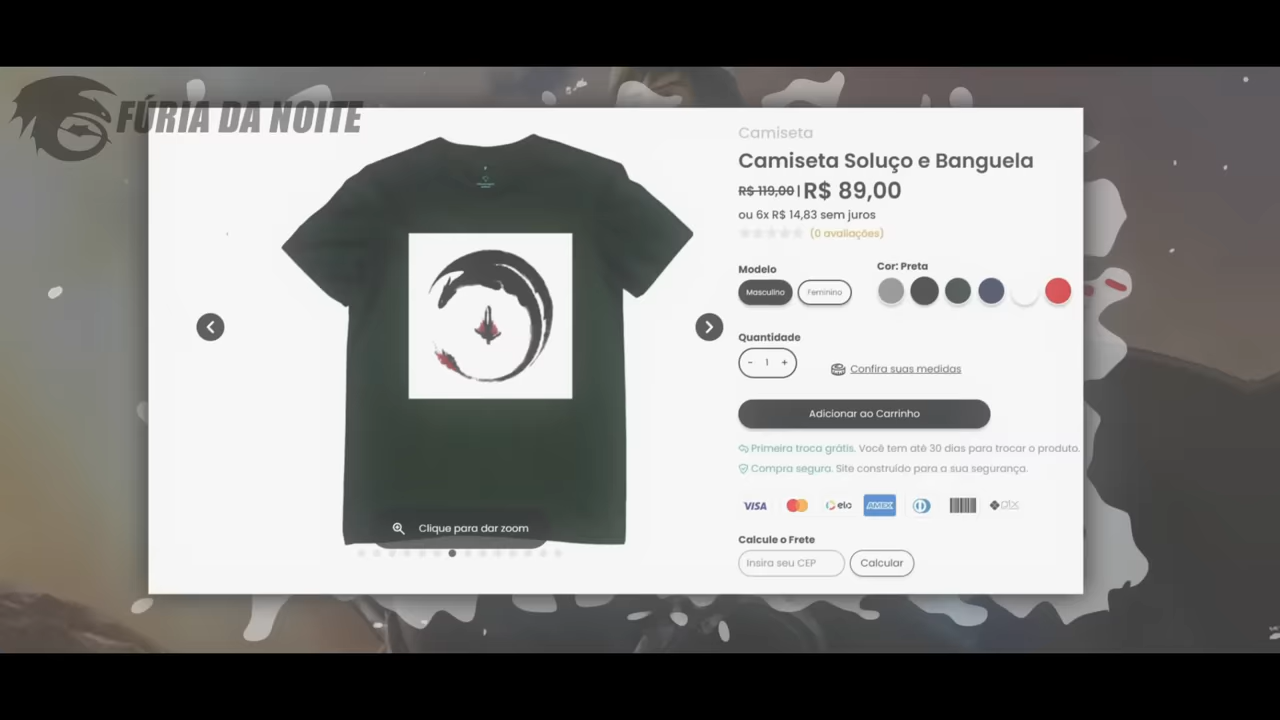 FÚRIA DA NOITE
Camiseta
Camiseta Soluço e Banguela
R$ 119,00 | R$ 89,00
ou 6x R$ 14,83 sem juros
(0 avaliações)
Modelo
Cor: Preta
Masculino
Feminino
Quantidade
- 1 +
Confira suas medidas
Adicionar ao Carrinho
Primeira troca grátis. Você tem até 30 dias para trocar o produto.
Compra segura. Site construído para a sua segurança.
VISA
elo
AMEX
pix
Clique para dar zoom
Calcule o Frete
Insira seu CEP
Calcular